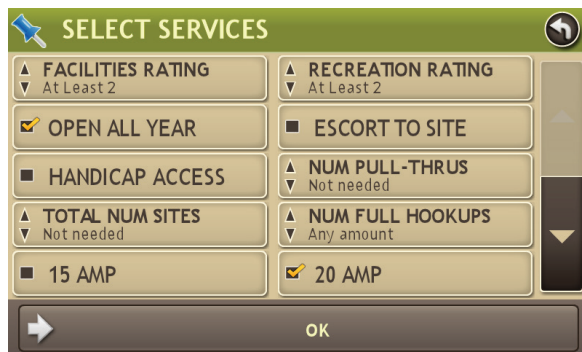 SELECT SERVICES
FACILITIES RATING
At Least 2
RECREATION RATING
At Least 2
OPEN ALL YEAR
ESCORT TO SITE
HANDICAP ACCESS
NUM PULL-THRUS
Not needed
TOTAL NUM SITES
Not needed
NUM FULL HOOKUPS
Any amount
15 AMP
20 AMP
OK